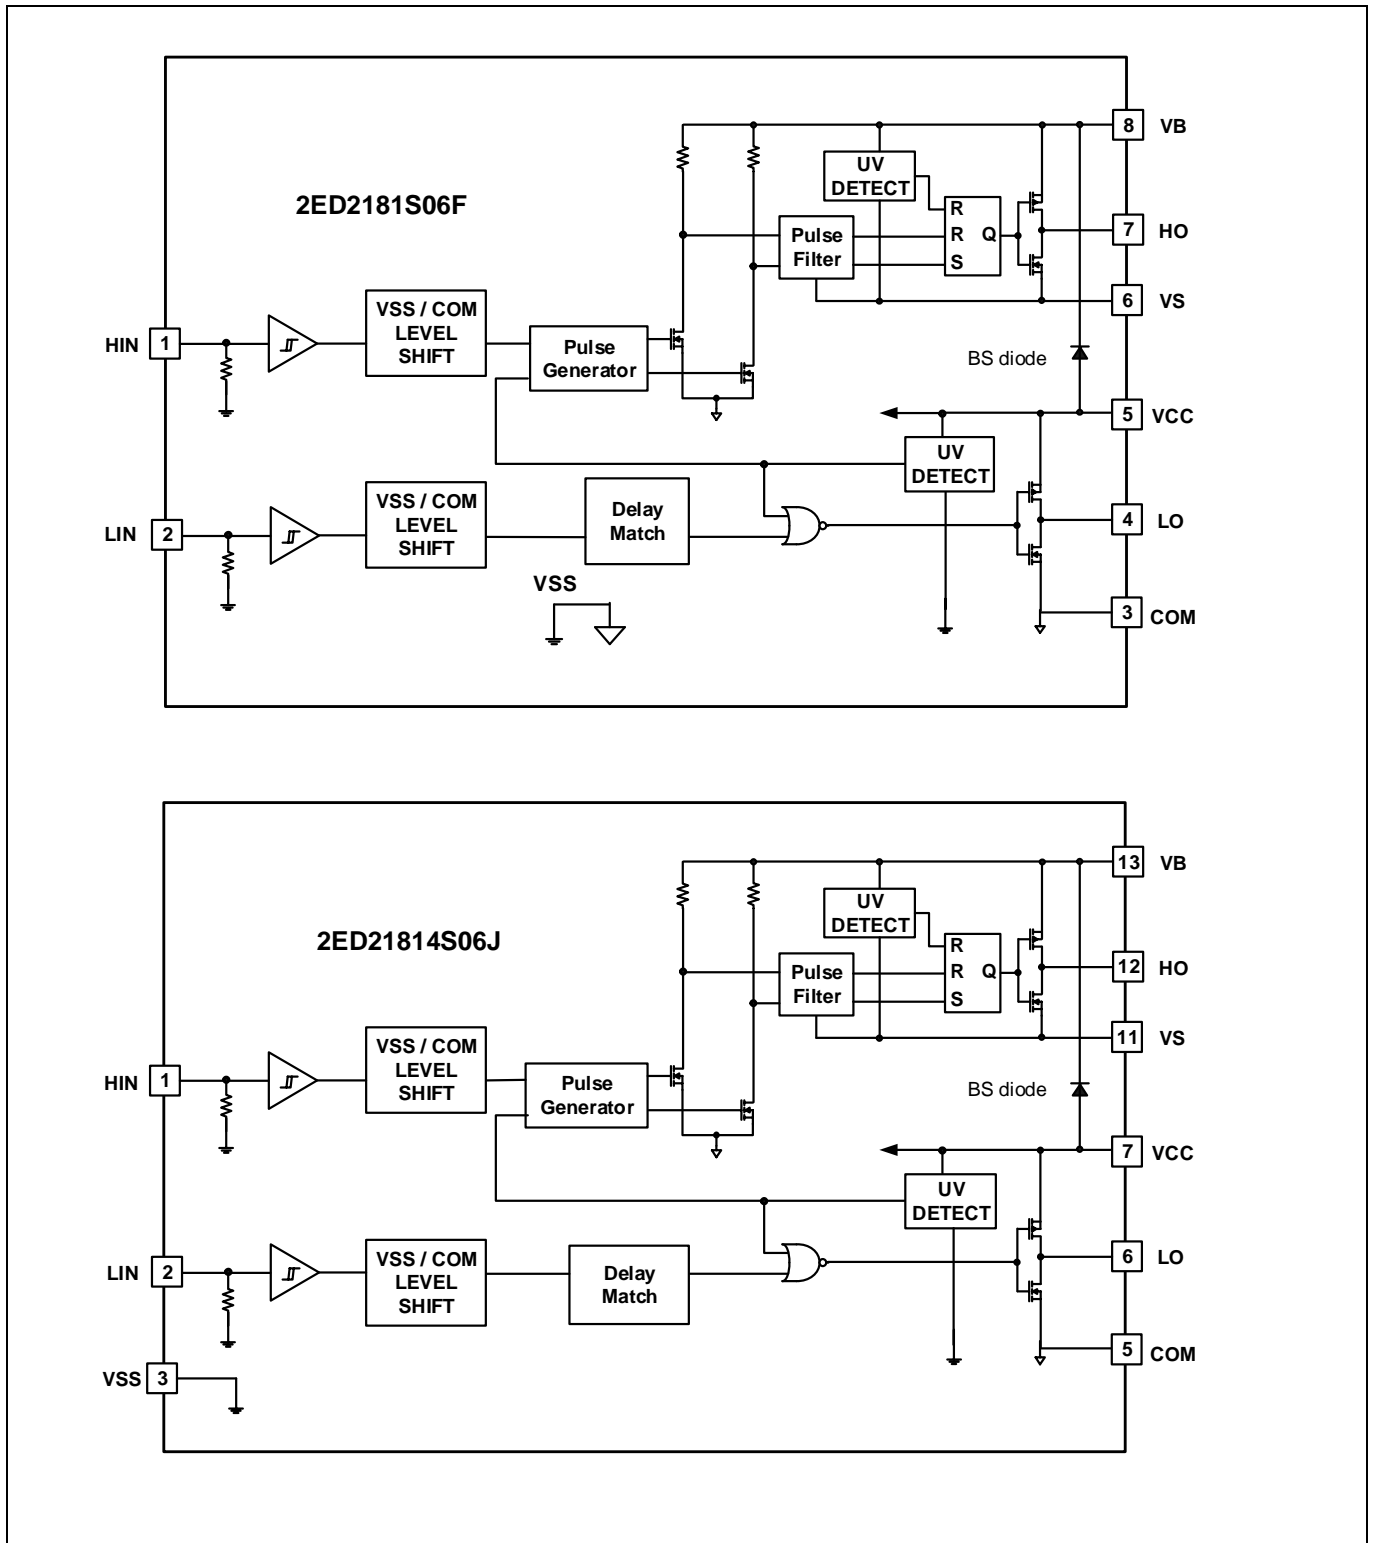 8 VB
UV
DETECT
2ED2181S06F
R
R Q
S
Pulse
Filter
7 HO
6 VS
VSS / COM
LEVEL
SHIFT
HIN 1
Pulse
Generator
BS diode
5 VCC
UV
DETECT
VSS / COM
LEVEL
SHIFT
Delay
Match
LIN 2
4 LO
VSS
3 COM
13 VB
UV
DETECT
2ED21814S06J
R
R Q
S
Pulse
Filter
12 HO
11 VS
VSS / COM
LEVEL
SHIFT
HIN 1
Pulse
Generator
BS diode
7 VCC
UV
DETECT
VSS / COM
LEVEL
SHIFT
Delay
Match
LIN 2
6 LO
5 COM
VSS 3